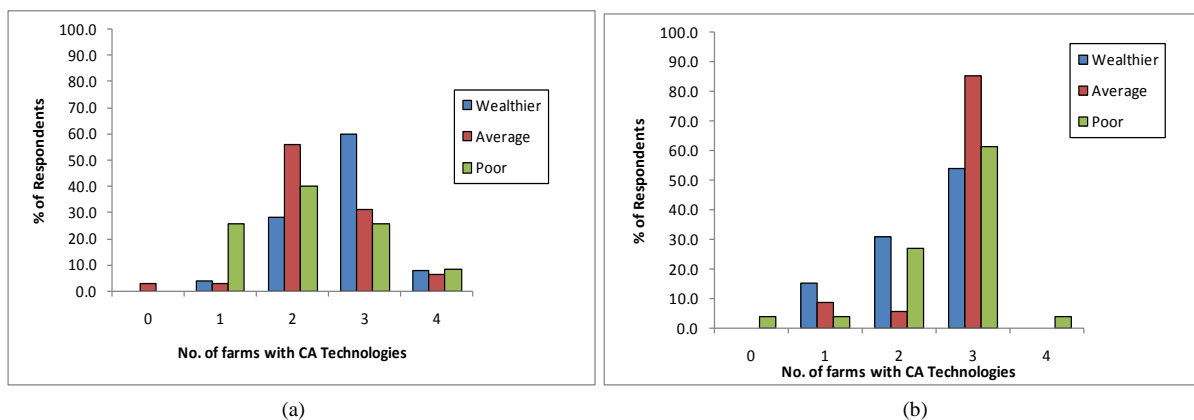 100.0
90.0
80.0
70.0
60.0
50.0
40.0
30.0
20.0
10.0
0.0
% of Respondents
Wealthier
Average
Poor
0 1 2 3 4
No. of farms with CA Technologies
(a)
100.0
90.0
80.0
70.0
60.0
50.0
40.0
30.0
20.0
10.0
0.0
% of Respondents
Wealthier
Average
Poor
0 1 2 3 4
No. of farms with CA Technologies
(b)